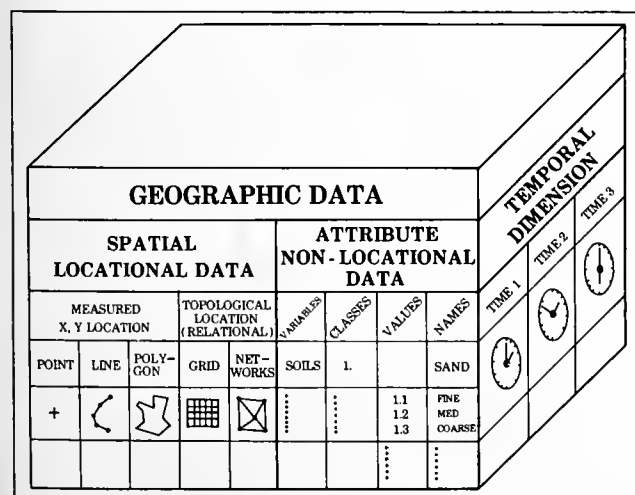 GEOGRAPHIC DATA
TEMPORAL
DIMENSION
SPATIAL
LOCATIONAL DATA
ATTRIBUTE
NON-LOCATIONAL
DATA
TIME 1
TIME 2
TIME 3
MEASURED
X, Y LOCATION
TOPOLOGICAL
LOCATION
(RELATIONAL)
VARIABLES
CLASSES
VALUES
NAMES
POINT
LINE
POLY-
GON
GRID
NET-
WORKS
SOILS
1.
SAND
1.1
FINE
1.2
MED
1.3
COARSE